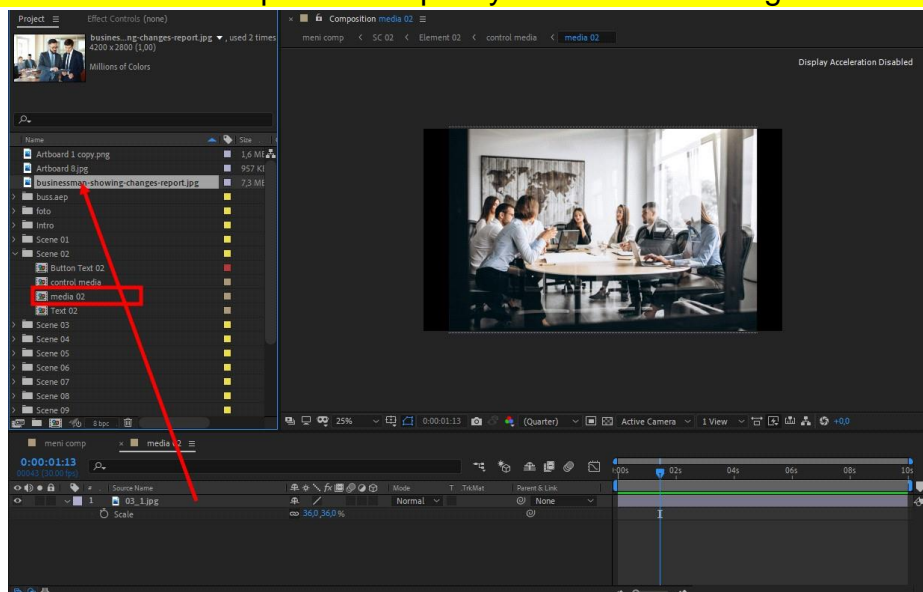 Project ☰ Effect Controls (none)
busines...ng-changes-report.jpg ▼, used 2 times
4200 x 2800 (1,00)
Millions of Colors
Name Size
Artboard 1 copy.png 1,6 ME
Artboard 8.jpg 957 KI
businessman-showing-changes-report.jpg 7,3 ME
buss.aep
foto
Intro
Scene 01
Scene 02
Button Text 02
control media
media 02
Text 02
Scene 03
Scene 04
Scene 05
Scene 06
Scene 07
Scene 08
Scene 09
8 bpc
× Composition media 02 ☰
meni comp < SC 02 < Element 02 < control media < media 02
Display Acceleration Disabled
25% 0:00:01:13 (Quarter) Active Camera 1 View +0,0
meni comp × media 02 ☰
0:00:01:13
00043 (30.00 fps)
# . Source Name fx Mode T .TrkMat Parent & Link
1 03_1.jpg Normal None
Scale 36,0,36,0 %
:00s 02s 04s 06s 08s 10s